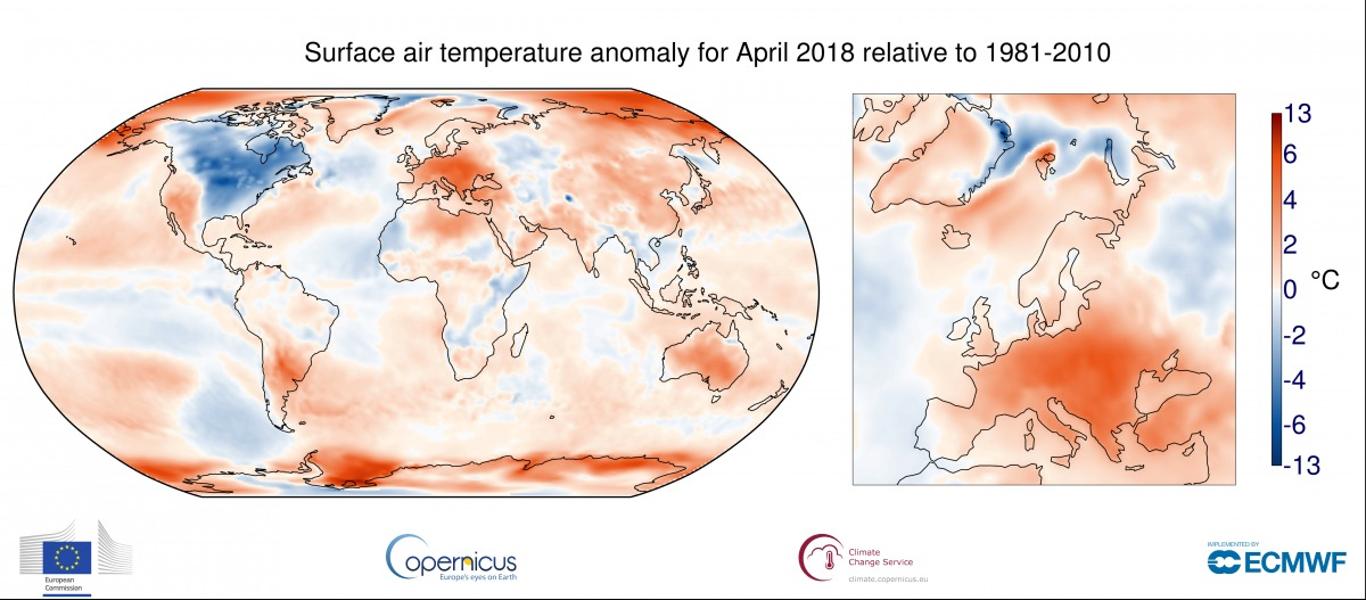 Surface air temperature anomaly for April 2018 relative to 1981-2010
13
6
4
2
0
-2
-4
-6
-13
°C
European
Commission
opernicus
Europe's eyes on Earth
Climate
Change Service
climate.copernicus.eu
IMPLEMENTED BY
ECMWF